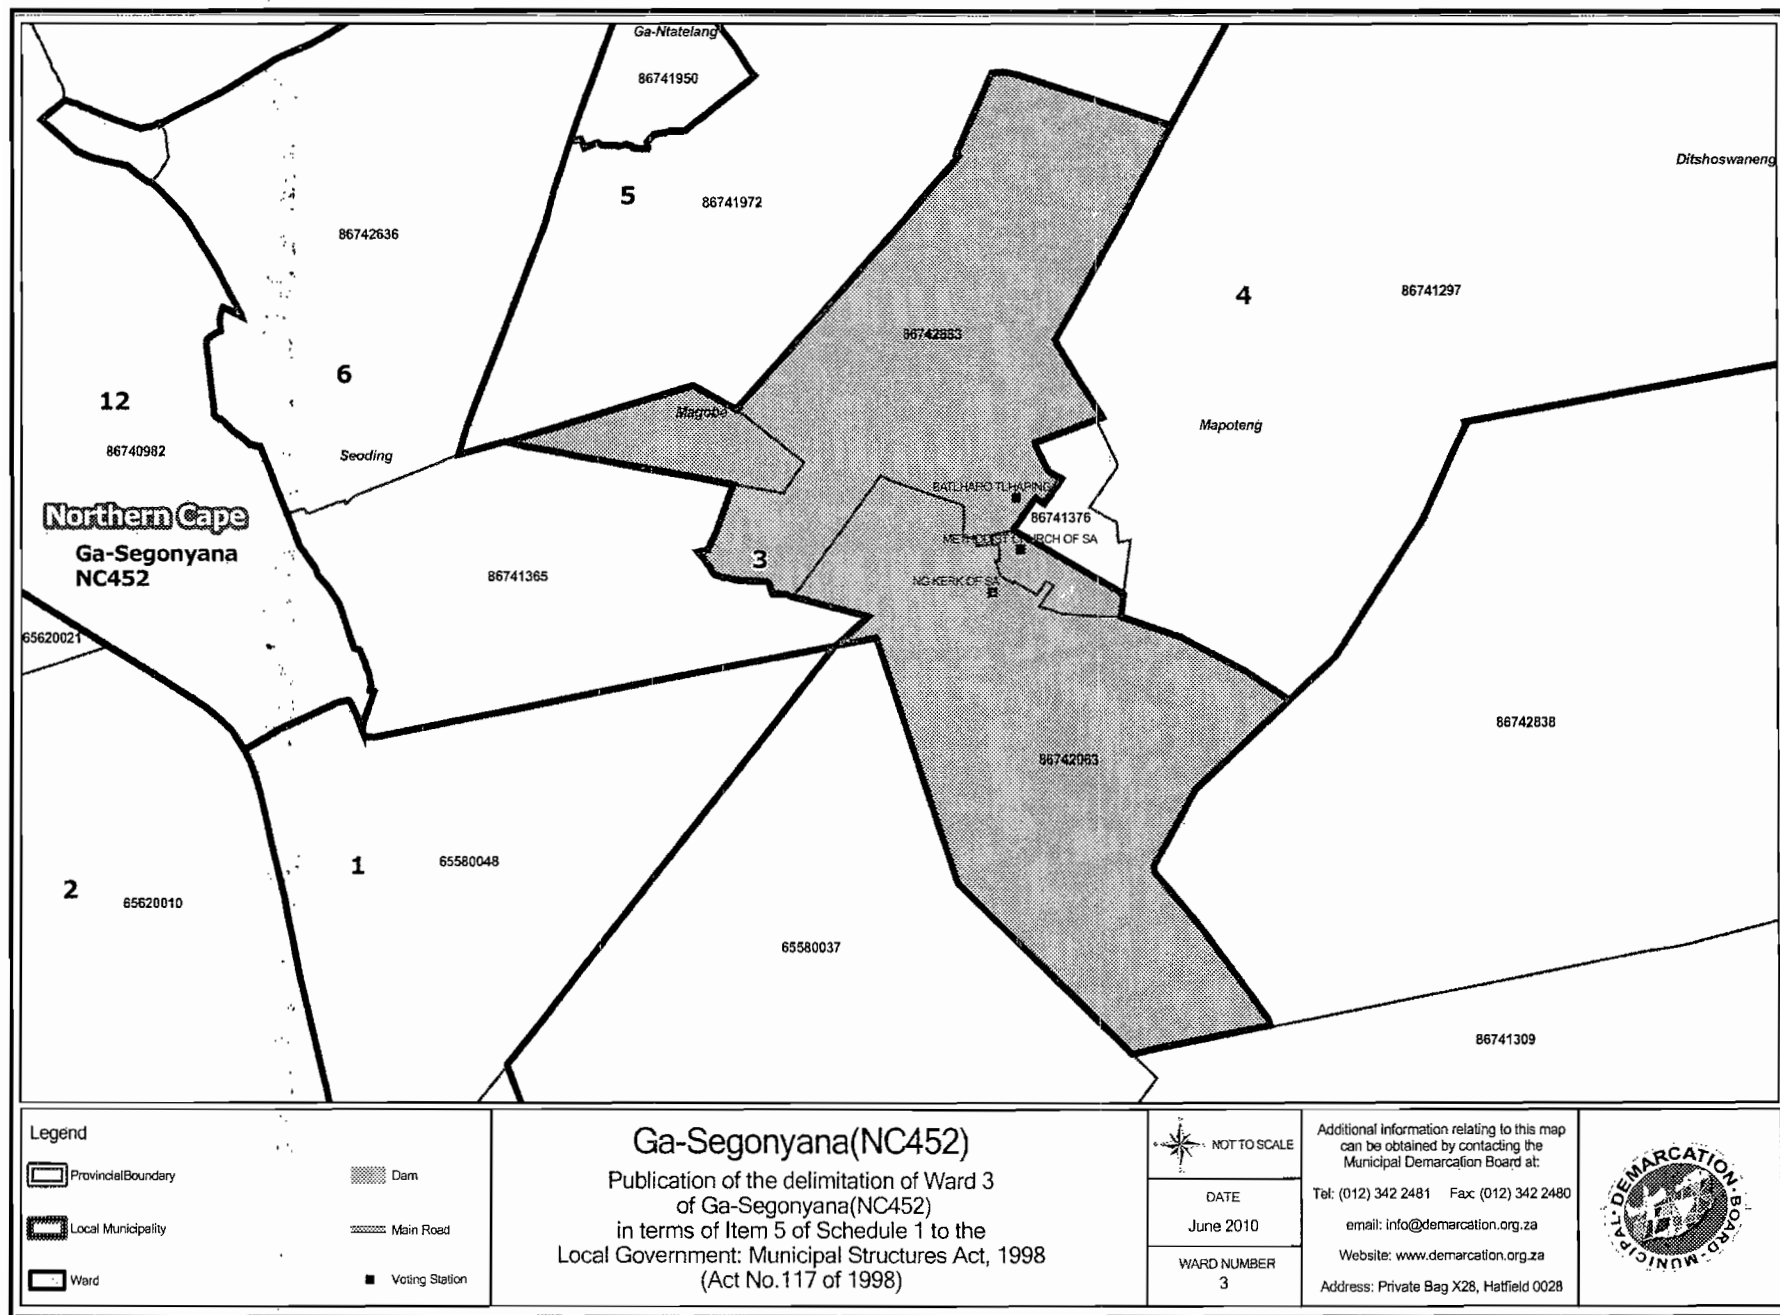 Ga-Ntatelang
86741950
Ditshoswaneng
5
86741972
86742636
4
86741297
86742883
6
12
Magobe
Mapoteng
86740982
Seoding
BATLHARO TLHAPING
86741376
Northern Cape
METHODIST CHURCH OF SA
Ga-Segonyana
NC452
3
86741365
NG KERK OF SA
65620021
86742838
86742063
1
65580048
2
65620010
65580037
86741309
Legend
ProvincialBoundary
Dam
Local Municipality
Main Road
Ward
Voting Station
Ga-Segonyana(NC452)
Publication of the delimitation of Ward 3
of Ga-Segonyana(NC452)
in terms of Item 5 of Schedule 1 to the
Local Government: Municipal Structures Act, 1998
(Act No.117 of 1998)
NOT TO SCALE
DATE
June 2010
WARD NUMBER
3
Additional information relating to this map
can be obtained by contacting the
Municipal Demarcation Board at:
Tel: (012) 342 2481 Fax: (012) 342 2480
email: info@demarcation.org.za
Website: www.demarcation.org.za
Address: Private Bag X28, Hatfield 0028
MUNICIPAL DEMARCATION BOARD